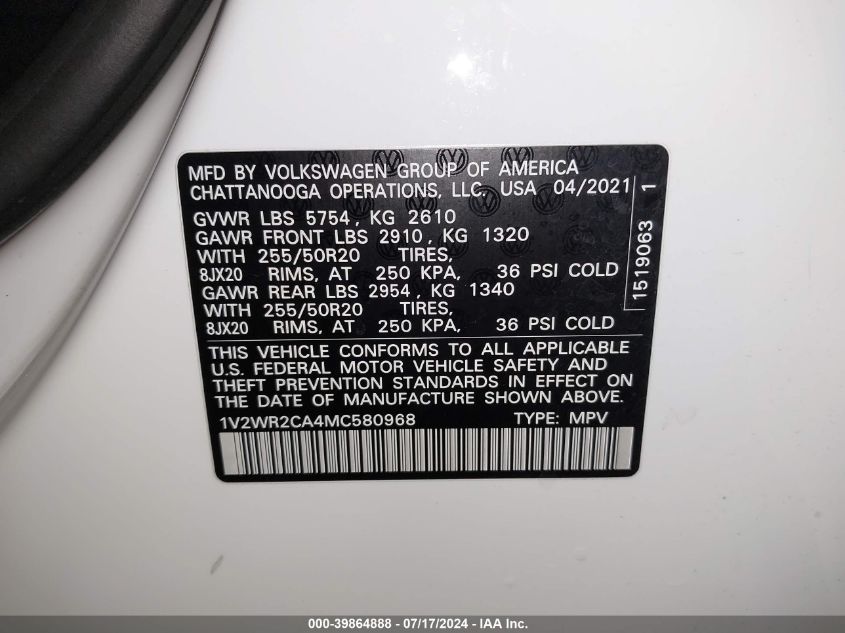 MFD BY VOLKSWAGEN GROUP OF AMERICA
CHATTANOOGA OPERATIONS, LLC. USA 04/2021
GVWR LBS 5754, KG 2610
GAWR FRONT LBS 2910, KG 1320
WITH 255/50R20 TIRES,
8JX20 RIMS, AT 250 KPA, 36 PSI COLD
GAWR REAR LBS 2954, KG 1340
WITH 255/50R20 TIRES,
8JX20 RIMS, AT 250 KPA, 36 PSI COLD
1519063 1
THIS VEHICLE CONFORMS TO ALL APPLICABLE
U.S. FEDERAL MOTOR VEHICLE SAFETY AND
THEFT PREVENTION STANDARDS IN EFFECT ON
THE DATE OF MANUFACTURE SHOWN ABOVE.
1V2WR2CA4MC580968 TYPE: MPV
000-39864888 - 07/17/2024 - IAA Inc.